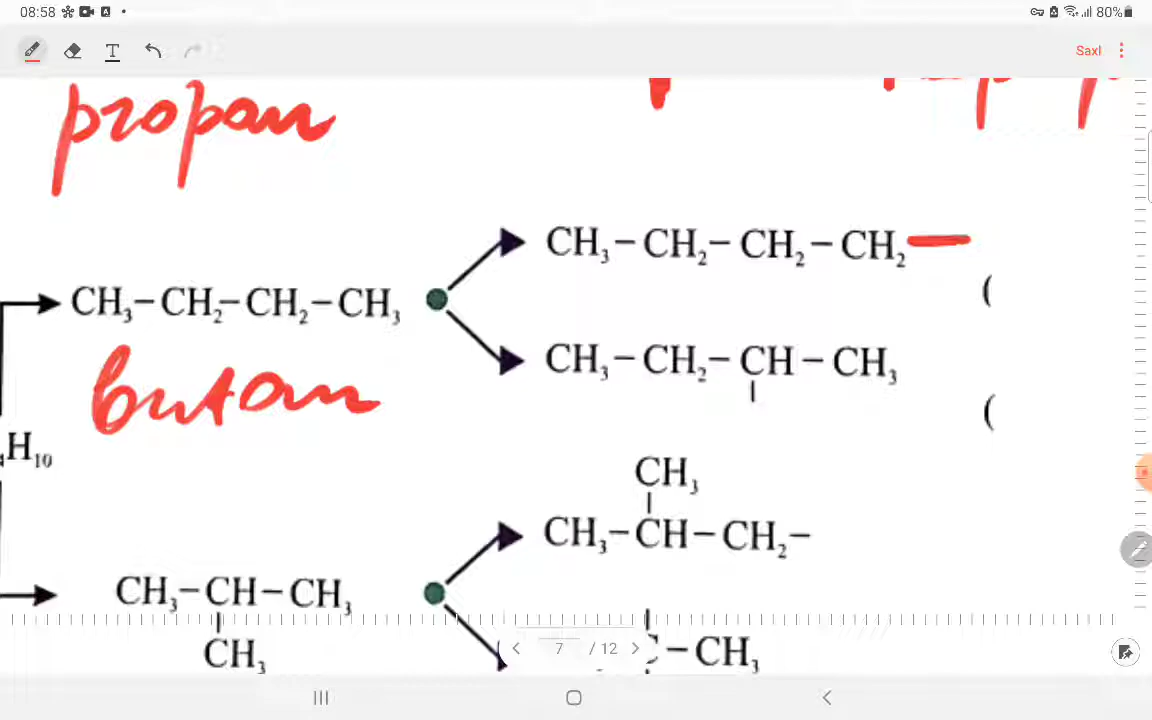 08:58 80%
T Saxl
propan
CH₃–CH₂–CH₂–CH₂
(
CH₃–CH₂–CH₂–CH₃
CH₃–CH₂–CH–CH₃
butan
(
H₁₀
CH₃
CH₃–CH–CH₂–
CH₃–CH–CH₃
7 / 12
–CH₃
CH₃